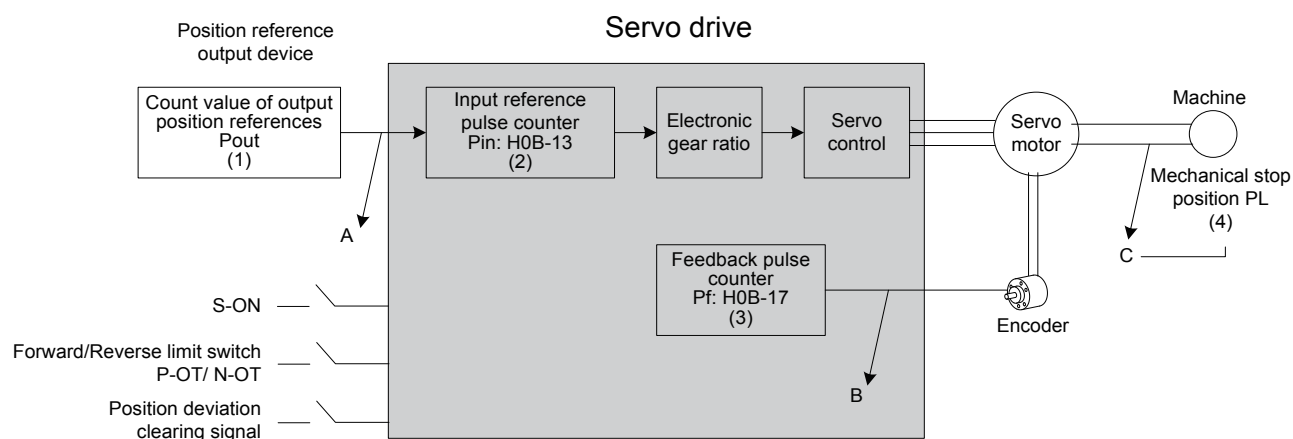 Servo drive
Position reference
output device
Count value of output
position references
Pout
(1)
Input reference
pulse counter
Pin: H0B-13
(2)
Electronic
gear ratio
Servo
control
Servo
motor
Machine
Mechanical stop
position PL
(4)
A
C
Feedback pulse
counter
Pf: H0B-17
(3)
Encoder
B
S-ON
Forward/Reverse limit switch
P-OT/ N-OT
Position deviation
clearing signal